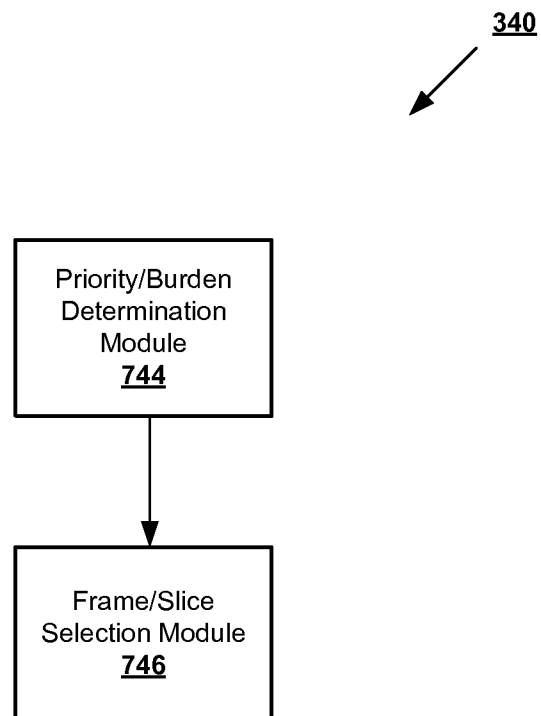 340
Priority/Burden
Determination
Module
744
Frame/Slice
Selection Module
746